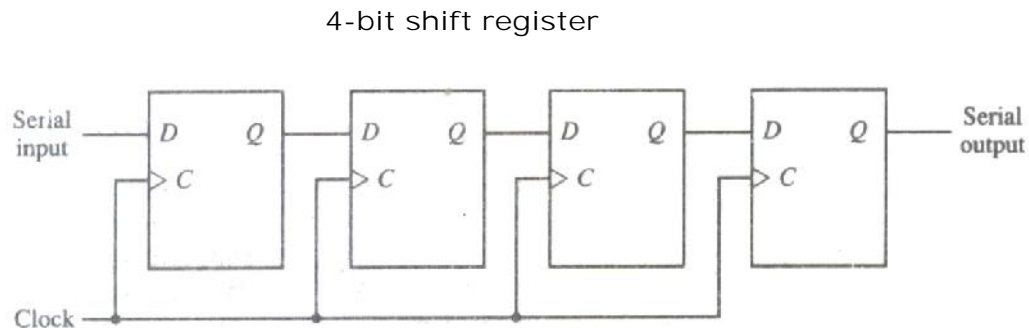 4-bit shift register
Serial
input
D Q D Q D Q D Q
Serial
output
C C C C
Clock